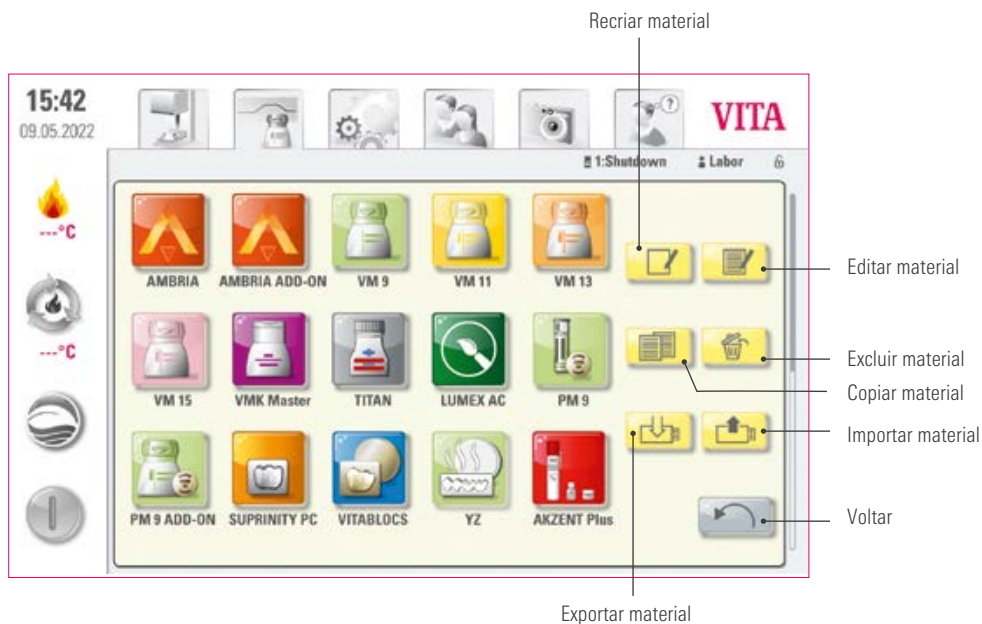 Recriar material
15:42
09.05.2022
?
VITA
1:Shutdown
Labor
---°C
AMBRIA
AMBRIA ADD-ON
VM 9
VM 11
VM 13
Editar material
---°C
VM 15
VMK Master
TITAN
LUMEX AC
PM 9
Excluir material
Copiar material
Importar material
PM 9 ADD-ON
SUPRINITY PC
VITABLOCS
YZ
AKZENT Plus
Voltar
Exportar material